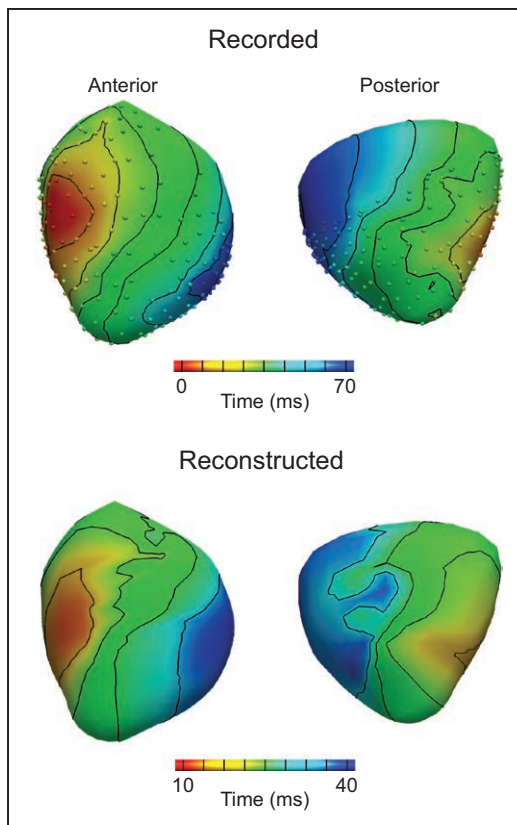 Recorded
Anterior Posterior
0 70
Time (ms)
Reconstructed
10 40
Time (ms)